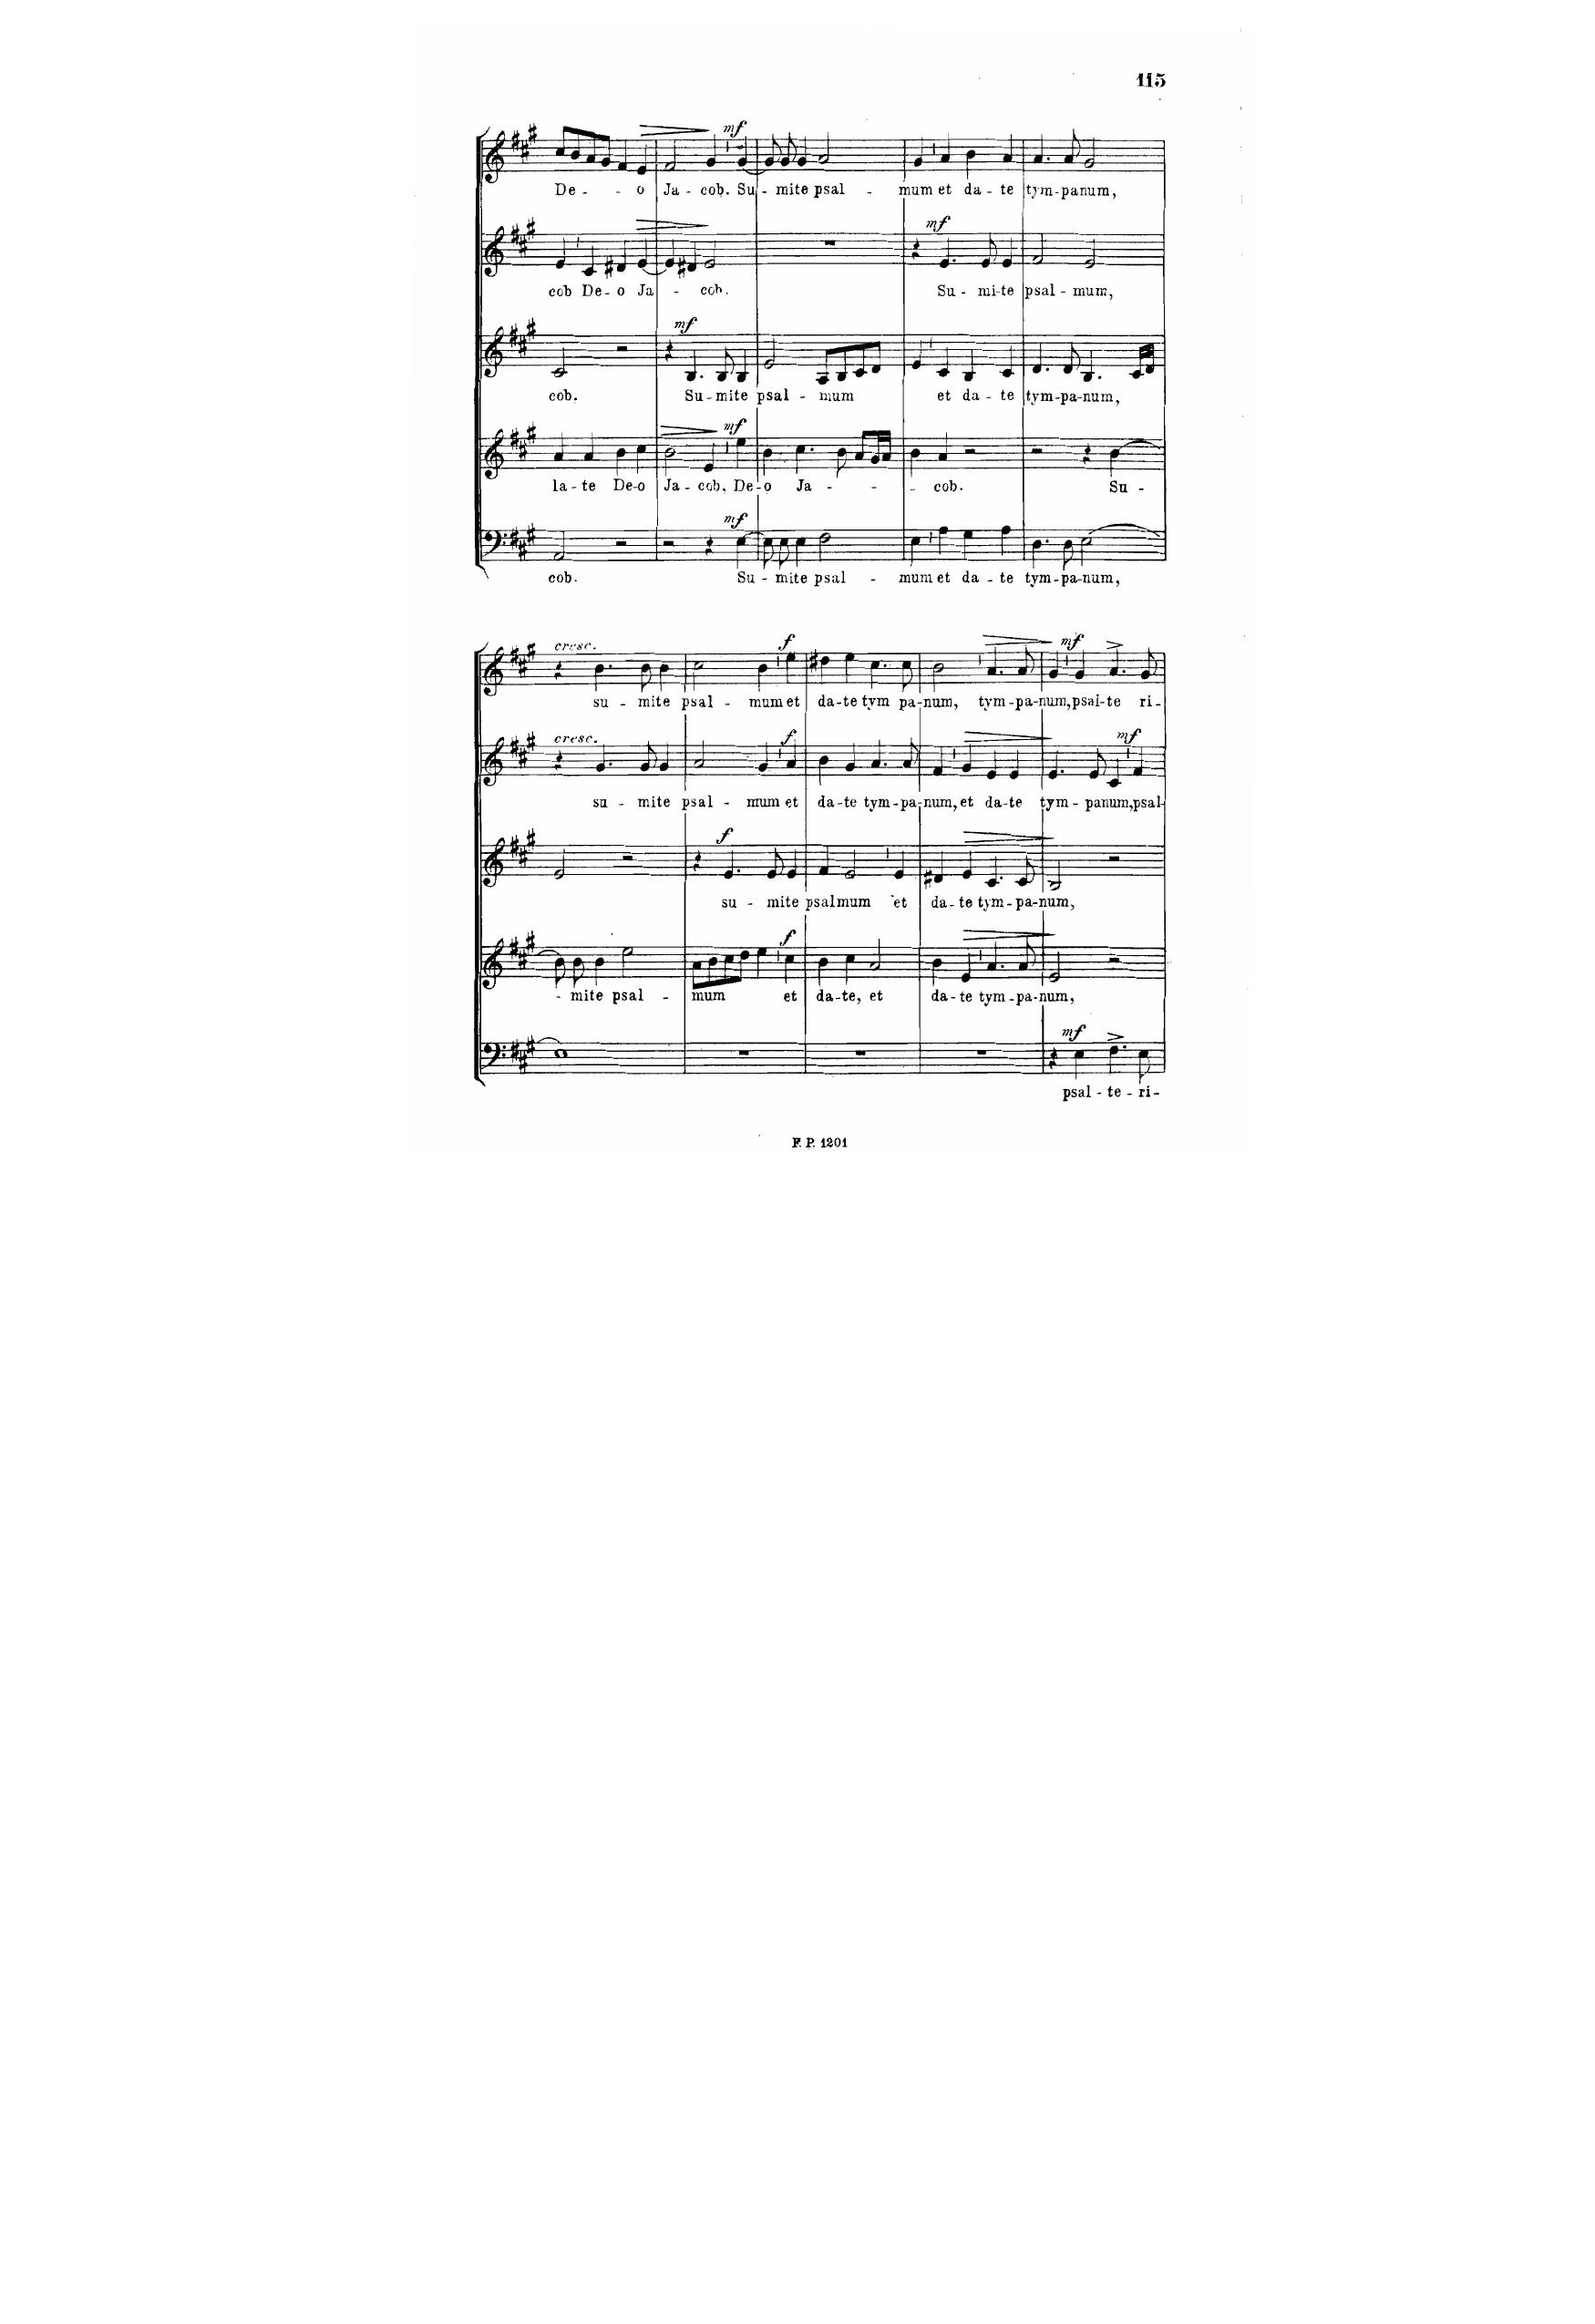 115
mf
De - - o Ja - cob. Su - mite psal - mum et da - te tym-panum,
mf
cob De - o Ja - cob. Su - mi-te psal - mum,
mf
cob. Su - mite psal - mum et da - te tym-pa-num,
mf
la - te De-o Ja - cob. De-o Ja - - - cob. Su -
mf
cob. Su - mite psal - mum et da - te tym-pa-num,
cresc. f mf
su - mite psal - mum et da-te tym pa-num, tym-pa-num, psal-te ri-
cresc. f mf
su - mite psal - mum et da-te tym-pa-num, et da-te tym - panum, psal-
f
su - mite psalmum et da-te tym-pa-num,
f
- mite psal - mum et da-te, et da-te tym-pa-num,
mf
psal - te - ri-
F. P. 1201